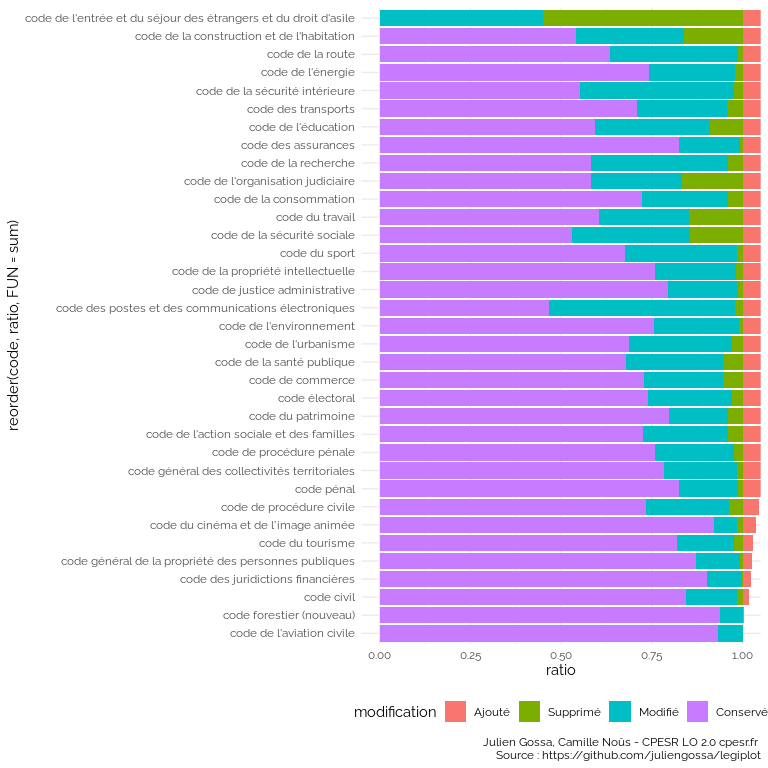 code de l'entrée et du séjour des étrangers et du droit d'asile
code de la construction et de l'habitation
code de la route
code de l'énergie
code de la sécurité intérieure
code des transports
code de l'éducation
code des assurances
code de la recherche
code de l'organisation judiciaire
code de la consommation
code du travail
code de la sécurité sociale
code du sport
code de la propriété intellectuelle
code de justice administrative
code des postes et des communications électroniques
code de l'environnement
code de l'urbanisme
code de la santé publique
code de commerce
code électoral
code du patrimoine
code de l'action sociale et des familles
code de procédure pénale
code général des collectivités territoriales
code pénal
code de procédure civile
code du cinéma et de l'image animée
code du tourisme
code général de la propriété des personnes publiques
code des juridictions financières
code civil
code forestier (nouveau)
code de l'aviation civile
reorder(code, ratio, FUN = sum)
0.00 0.25 0.50 0.75 1.00
ratio
modification Ajouté Supprimé Modifié Conservé
Julien Gossa, Camille Noûs - CPESR LO 2.0 cpesr.fr
Source : https://github.com/juliengossa/legiplot